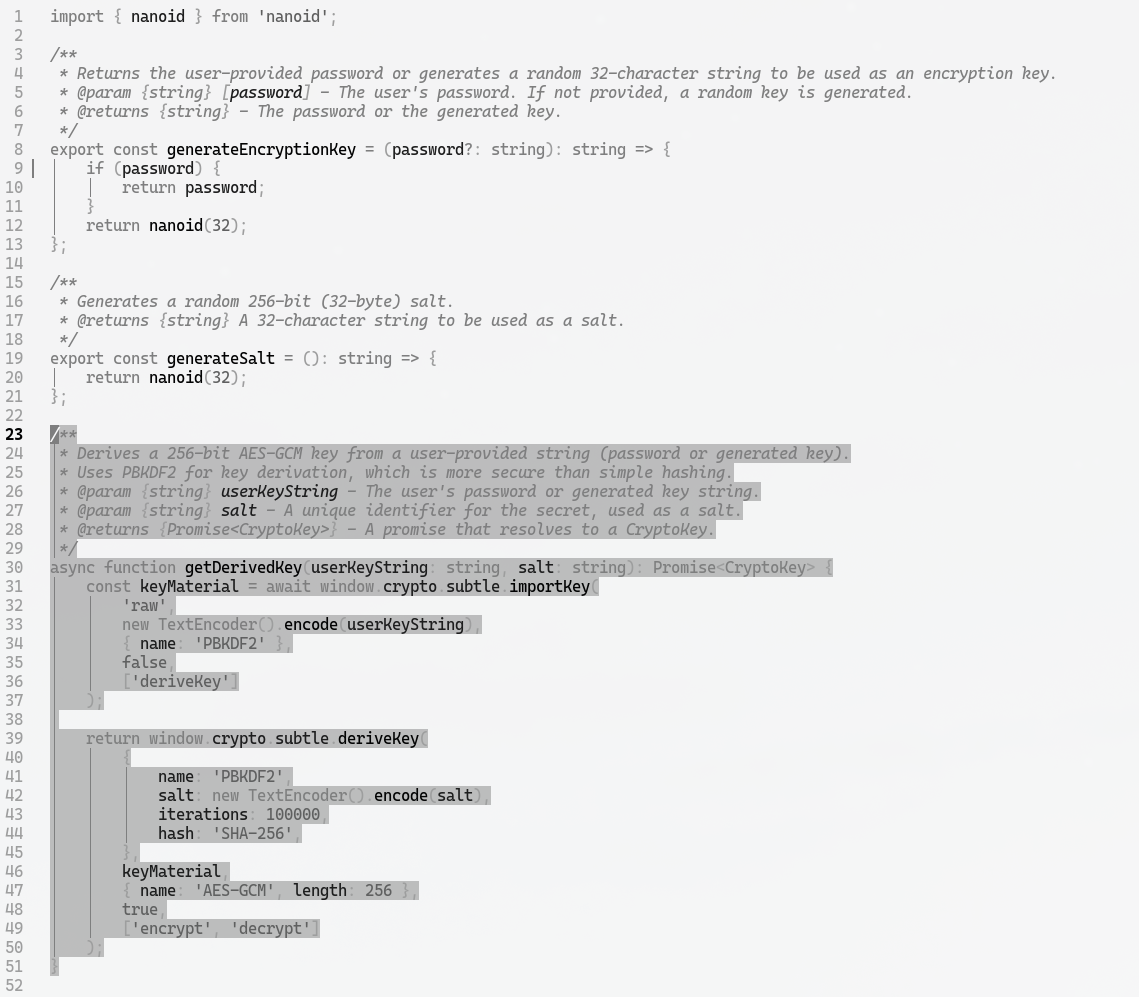 1 import { nanoid } from 'nanoid';
2
3 /**
4  * Returns the user-provided password or generates a random 32-character string to be used as an encryption key.
5  * @param {string} [password] - The user's password. If not provided, a random key is generated.
6  * @returns {string} - The password or the generated key.
7  */
8 export const generateEncryptionKey = (password?: string): string => {
9     if (password) {
10         return password;
11     }
12     return nanoid(32);
13 };
14
15 /**
16  * Generates a random 256-bit (32-byte) salt.
17  * @returns {string} A 32-character string to be used as a salt.
18  */
19 export const generateSalt = (): string => {
20     return nanoid(32);
21 };
22
23 /**
24  * Derives a 256-bit AES-GCM key from a user-provided string (password or generated key).
25  * Uses PBKDF2 for key derivation, which is more secure than simple hashing.
26  * @param {string} userKeyString - The user's password or generated key string.
27  * @param {string} salt - A unique identifier for the secret, used as a salt.
28  * @returns {Promise<CryptoKey>} - A promise that resolves to a CryptoKey.
29  */
30 async function getDerivedKey(userKeyString: string, salt: string): Promise<CryptoKey> {
31     const keyMaterial = await window.crypto.subtle.importKey(
32         'raw',
33         new TextEncoder().encode(userKeyString),
34         { name: 'PBKDF2' },
35         false,
36         ['deriveKey']
37     );
38
39     return window.crypto.subtle.deriveKey(
40         {
41             name: 'PBKDF2',
42             salt: new TextEncoder().encode(salt),
43             iterations: 100000,
44             hash: 'SHA-256',
45         },
46         keyMaterial,
47         { name: 'AES-GCM', length: 256 },
48         true,
49         ['encrypt', 'decrypt']
50     );
51 }
52